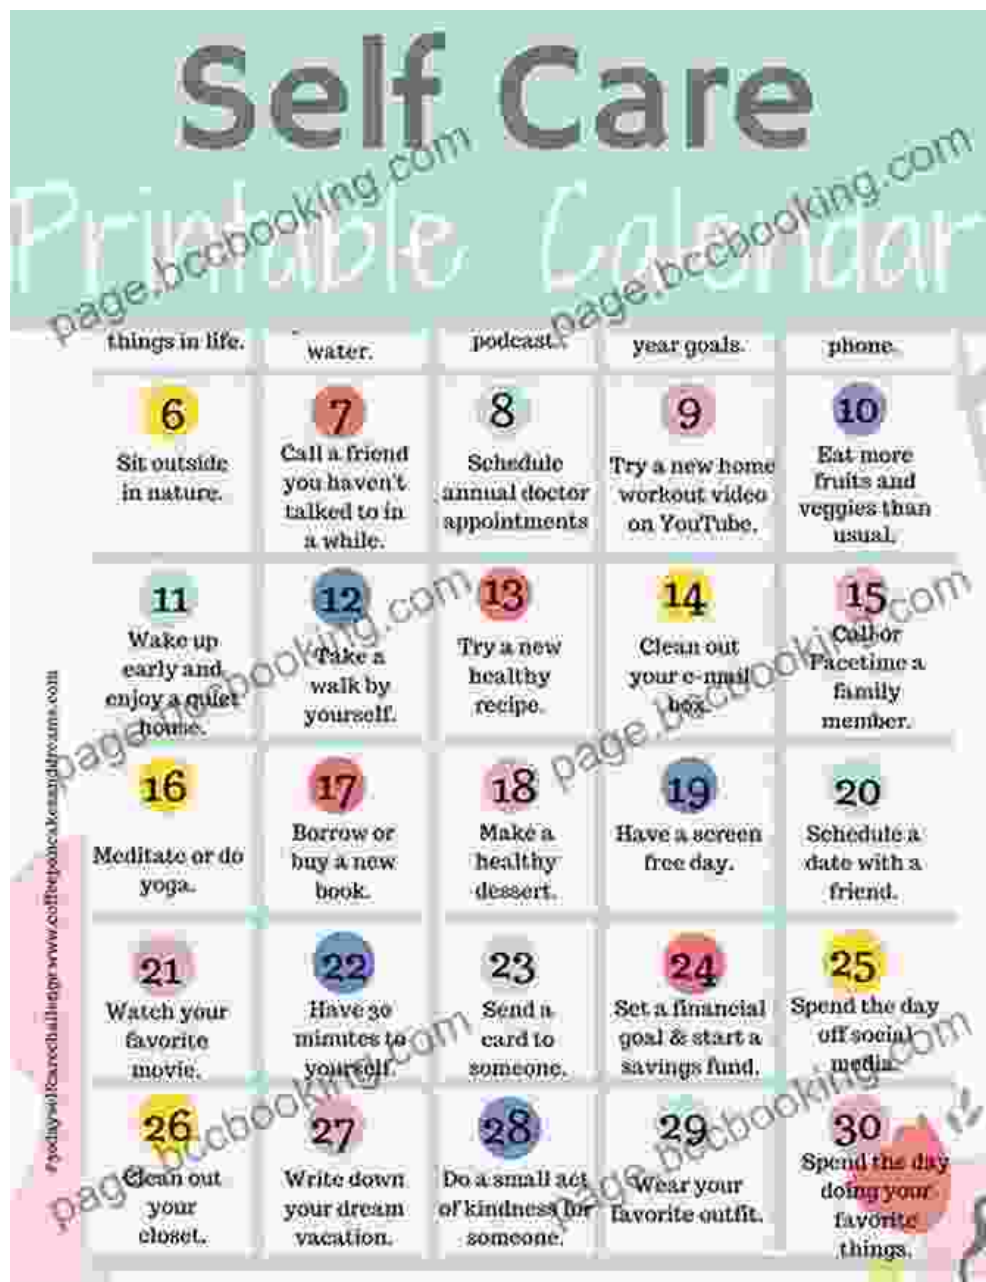 Self Care
Printable Calendar
page.bccbooking.com
page.bccbooking.com
things in life.
water.
podcast.
year goals.
phone.
6
Sit outside
in nature.
7
Call a friend
you haven't
talked to in
a while.
8
Schedule
annual doctor
appointments
9
Try a new home
workout video
on YouTube.
10
Eat more
fruits and
veggies than
usual.
11
Wake up
early and
enjoy a quiet
house.
12
Take a
walk by
yourself.
13
Try a new
healthy
recipe.
14
Clean out
your e-mail
box.
15
Call or
Facetime a
family
member.
page.bccbooking.com
page.bccbooking.com
16
Meditate or do
yoga.
17
Borrow or
buy a new
book.
18
Make a
healthy
dessert.
19
Have a screen
free day.
20
Schedule a
date with a
friend.
21
Watch your
favorite
movie.
22
Have 30
minutes to
yourself.
23
Send a
card to
someone.
24
Set a financial
goal & start a
savings fund.
25
Spend the day
off social
media.
26
Clean out
your
closet.
27
Write down
your dream
vacation.
28
Do a small act
of kindness for
someone.
29
Wear your
favorite outfit.
30
Spend the day
doing your
favorite
things.
page.bccbooking.com
page.bccbooking.com
#30dayselfcarechallenge www.coffeepancakesanddreams.com